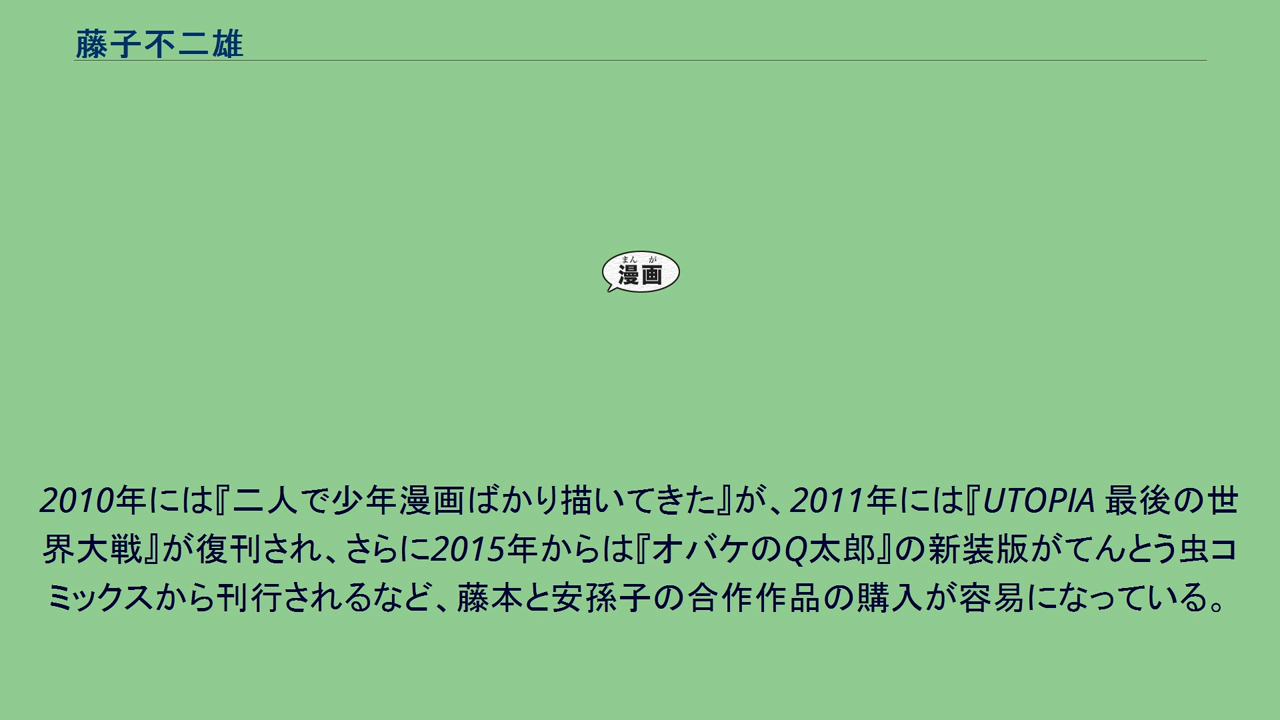 藤子不二雄
まんが
漫画
2010年には『二人で少年漫画ばかり描いてきた』が、2011年には『UTOPIA 最後の世
界大戦』が復刊され、さらに2015年からは『オバケのQ太郎』の新装版がてんとう虫コ
ミックスから刊行されるなど、藤本と安孫子の合作作品の購入が容易になっている。